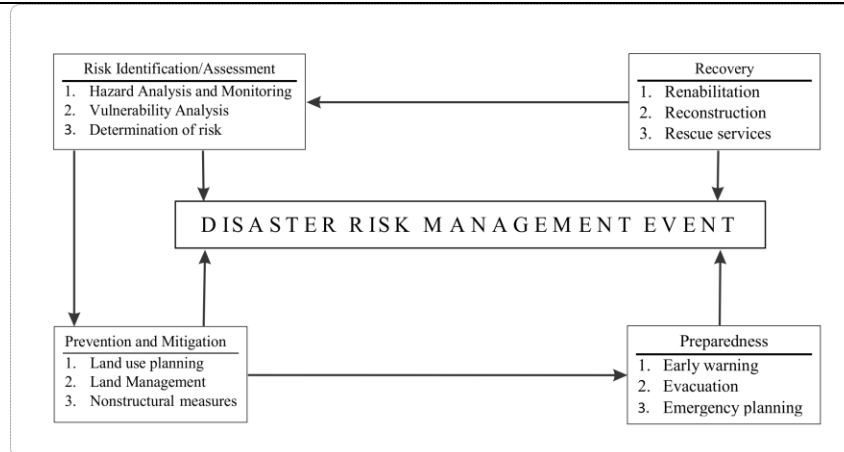 Risk Identification/Assessment
1. Hazard Analysis and Monitoring
2. Vulnerability Analysis
3. Determination of risk
Recovery
1. Renabilitation
2. Reconstruction
3. Rescue services
DISASTER RISK MANAGEMENT EVENT
Prevention and Mitigation
1. Land use planning
2. Land Management
3. Nonstructural measures
Preparedness
1. Early warning
2. Evacuation
3. Emergency planning